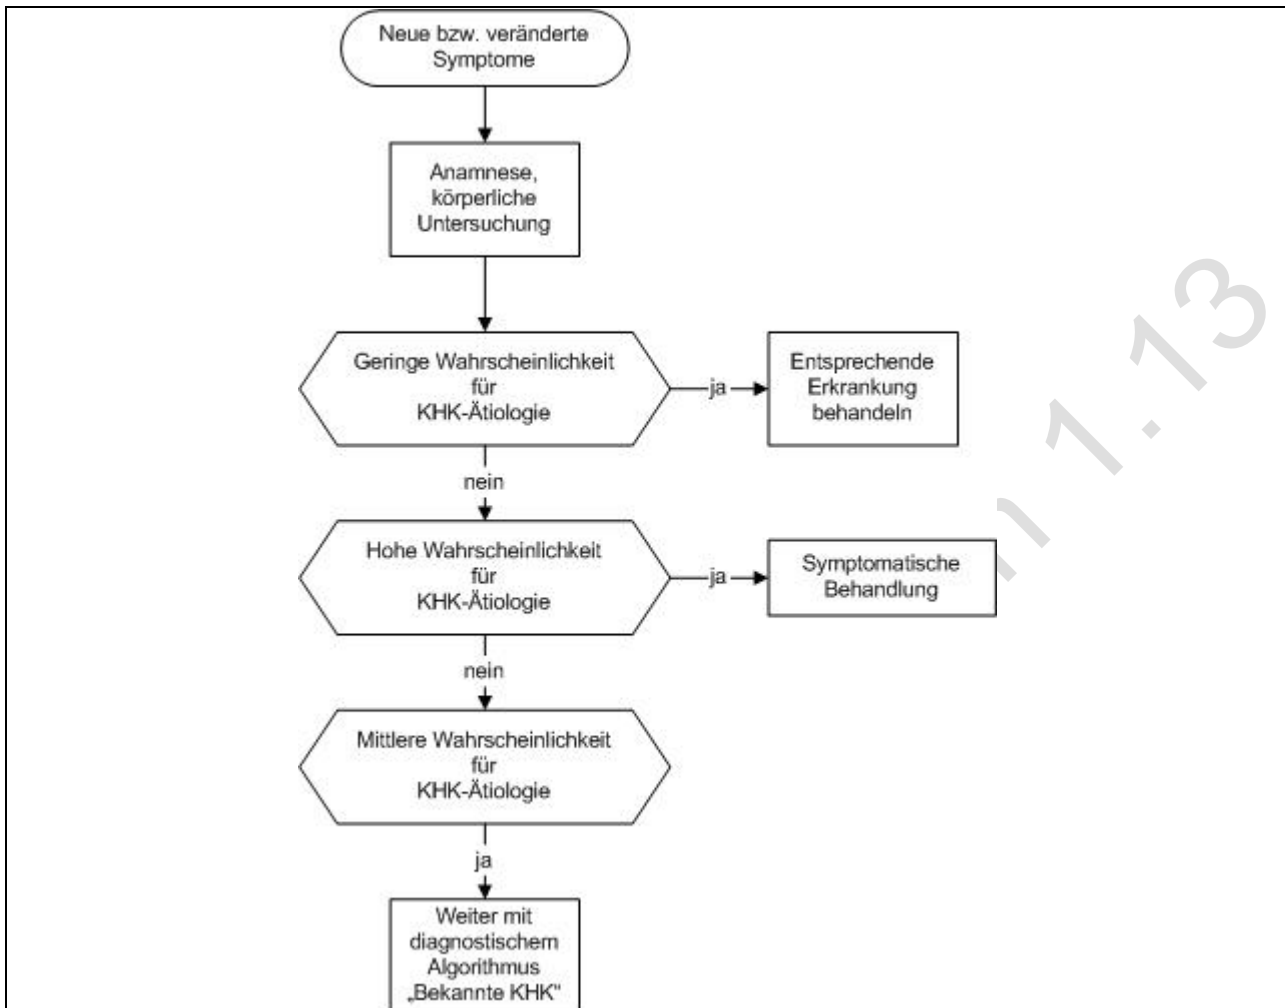 Neue bzw. veränderte
Symptome
Anamnese,
körperliche
Untersuchung
Geringe Wahrscheinlichkeit
für
KHK-Ätiologie
ja
Entsprechende
Erkrankung
behandeln
nein
Hohe Wahrscheinlichkeit
für
KHK-Ätiologie
ja
Symptomatische
Behandlung
nein
Mittlere Wahrscheinlichkeit
für
KHK-Ätiologie
ja
Weiter mit
diagnostischem
Algorithmus
„Bekannte KHK"
1.13